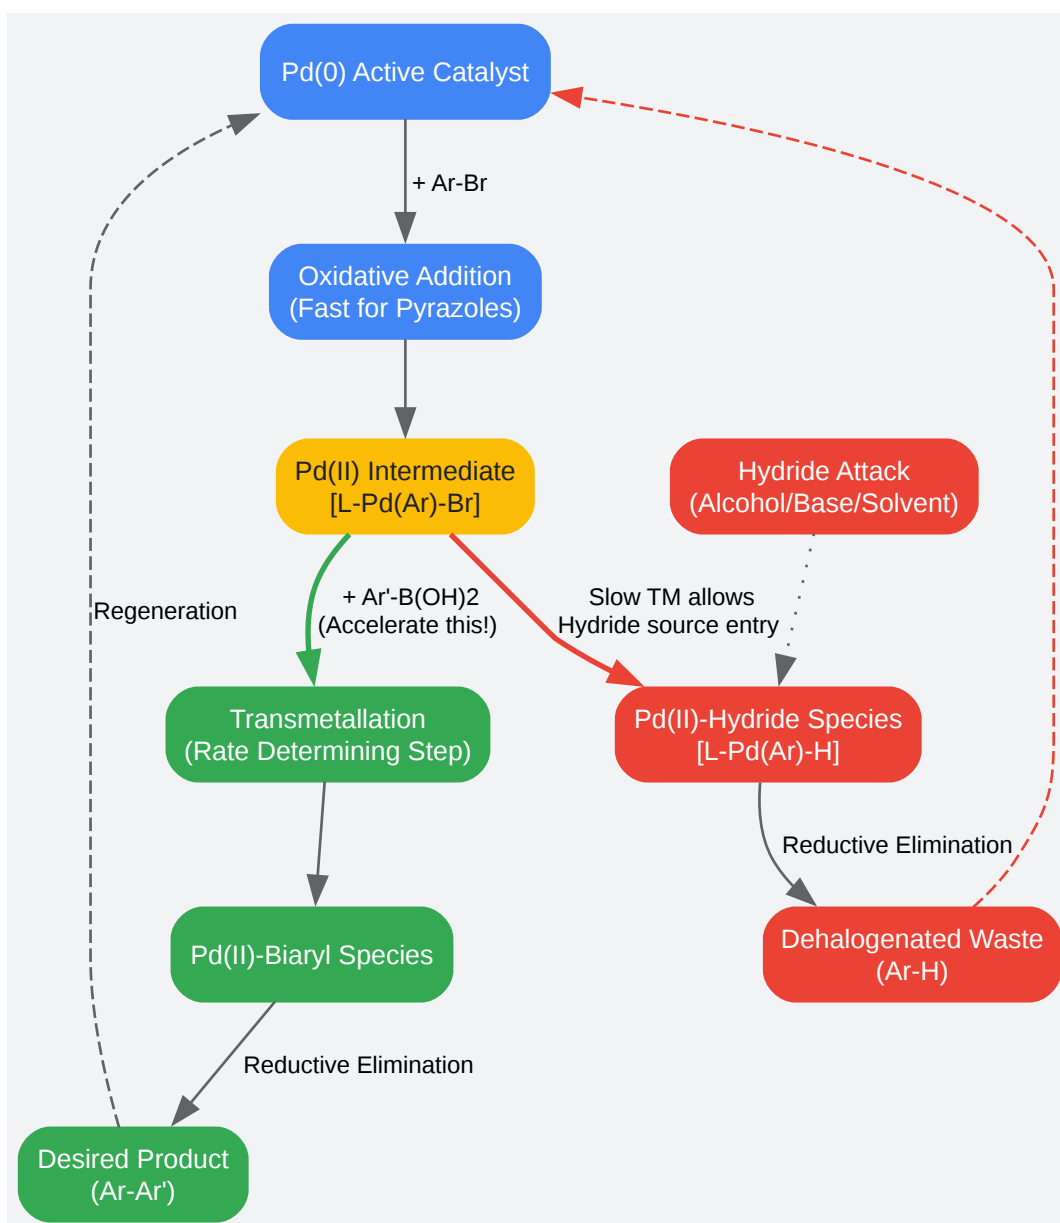 Pd(0) Active Catalyst
+ Ar-Br
Oxidative Addition
(Fast for Pyrazoles)
Pd(II) Intermediate
[L-Pd(Ar)-Br]
Hydride Attack
(Alcohol/Base/Solvent)
Regeneration
+ Ar'-B(OH)2
(Accelerate this!)
Slow TM allows
Hydride source entry
Transmetallation
(Rate Determining Step)
Pd(II)-Hydride Species
[L-Pd(Ar)-H]
Reductive Elimination
Pd(II)-Biaryl Species
Dehalogenated Waste
(Ar-H)
Reductive Elimination
Desired Product
(Ar-Ar')